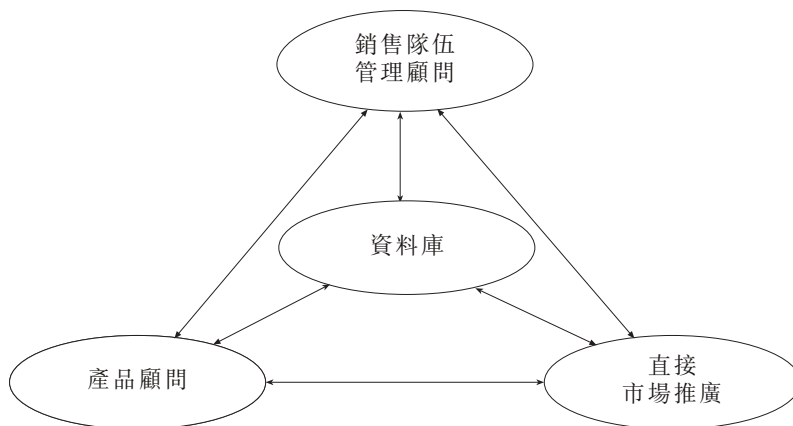 銷售隊伍
管理顧問
資料庫
產品顧問
直接
市場推廣